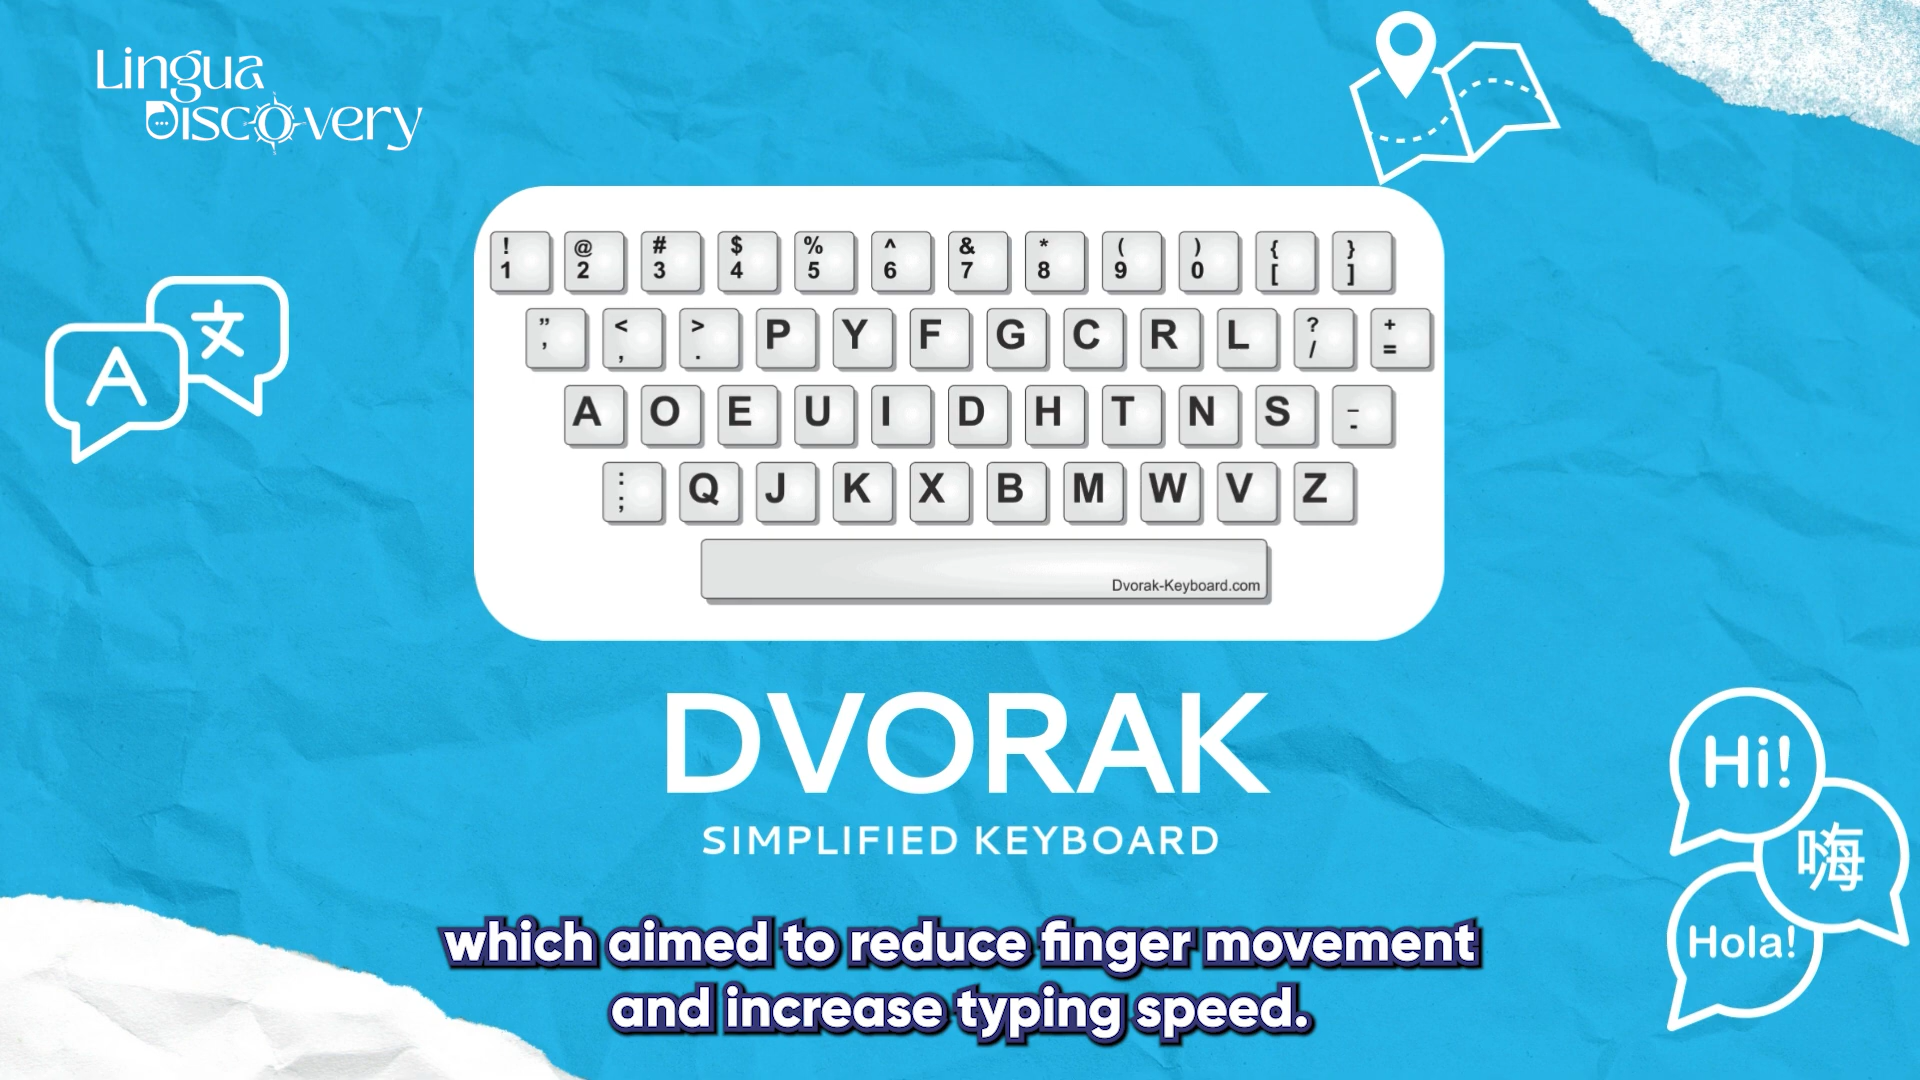 Lingua
Discovery
! @ # $ % ^ & * ( ) { }
1 2 3 4 5 6 7 8 9 0 [ ]
” < > P Y F G C R L ? +
, , . / =
A O E U I D H T N S _
-
: Q J K X B M W V Z
;
Dvorak-Keyboard.com
A 文
DVORAK
SIMPLIFIED KEYBOARD
Hi!
嗨
Hola!
which aimed to reduce finger movement
and increase typing speed.